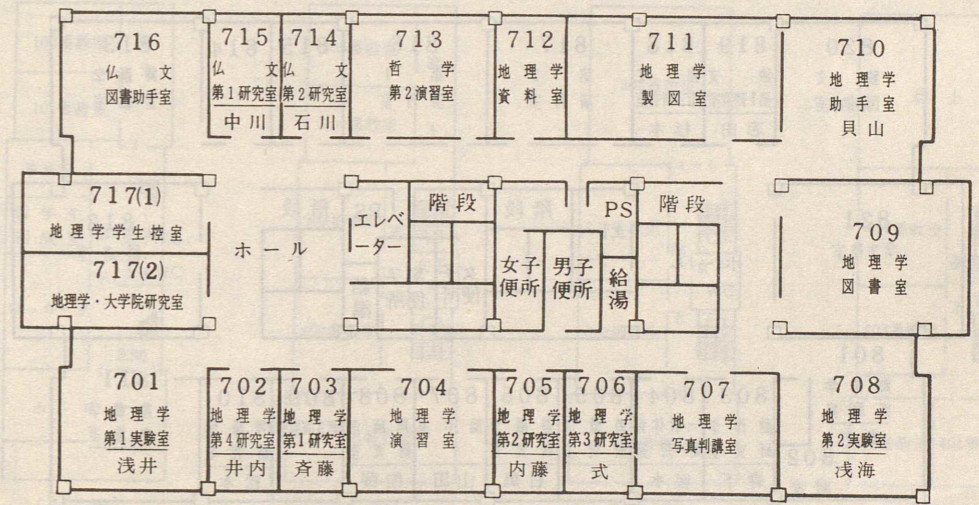 716
仏文
図書助手室
715
仏文
第1研究室
中川
714
仏文
第2研究室
石川
713
哲学
第2演習室
712
地理学
資料室
711
地理学
製図室
710
地理学
助手室
貝山
717(1)
地理学学生控室
717(2)
地理学・大学院研究室
ホール
エレベーター
階段
女子便所
男子便所
PS
給湯
階段
709
地理学
図書室
701
地理学
第1実験室
浅井
702
地理学
第4研究室
井内
703
地理学
第1研究室
斉藤
704
地理学
演習室
705
地理学
第2研究室
内藤
706
地理学
第3研究室
式
707
地理学
写真判講室
708
地理学
第2実験室
浅海